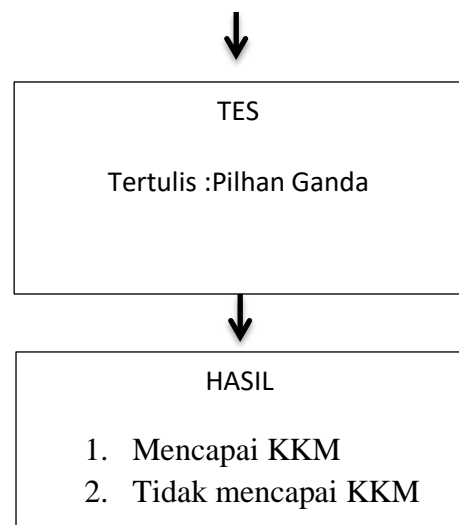 TES
Tertulis :Pilhan Ganda
HASIL
1. Mencapai KKM
2. Tidak mencapai KKM